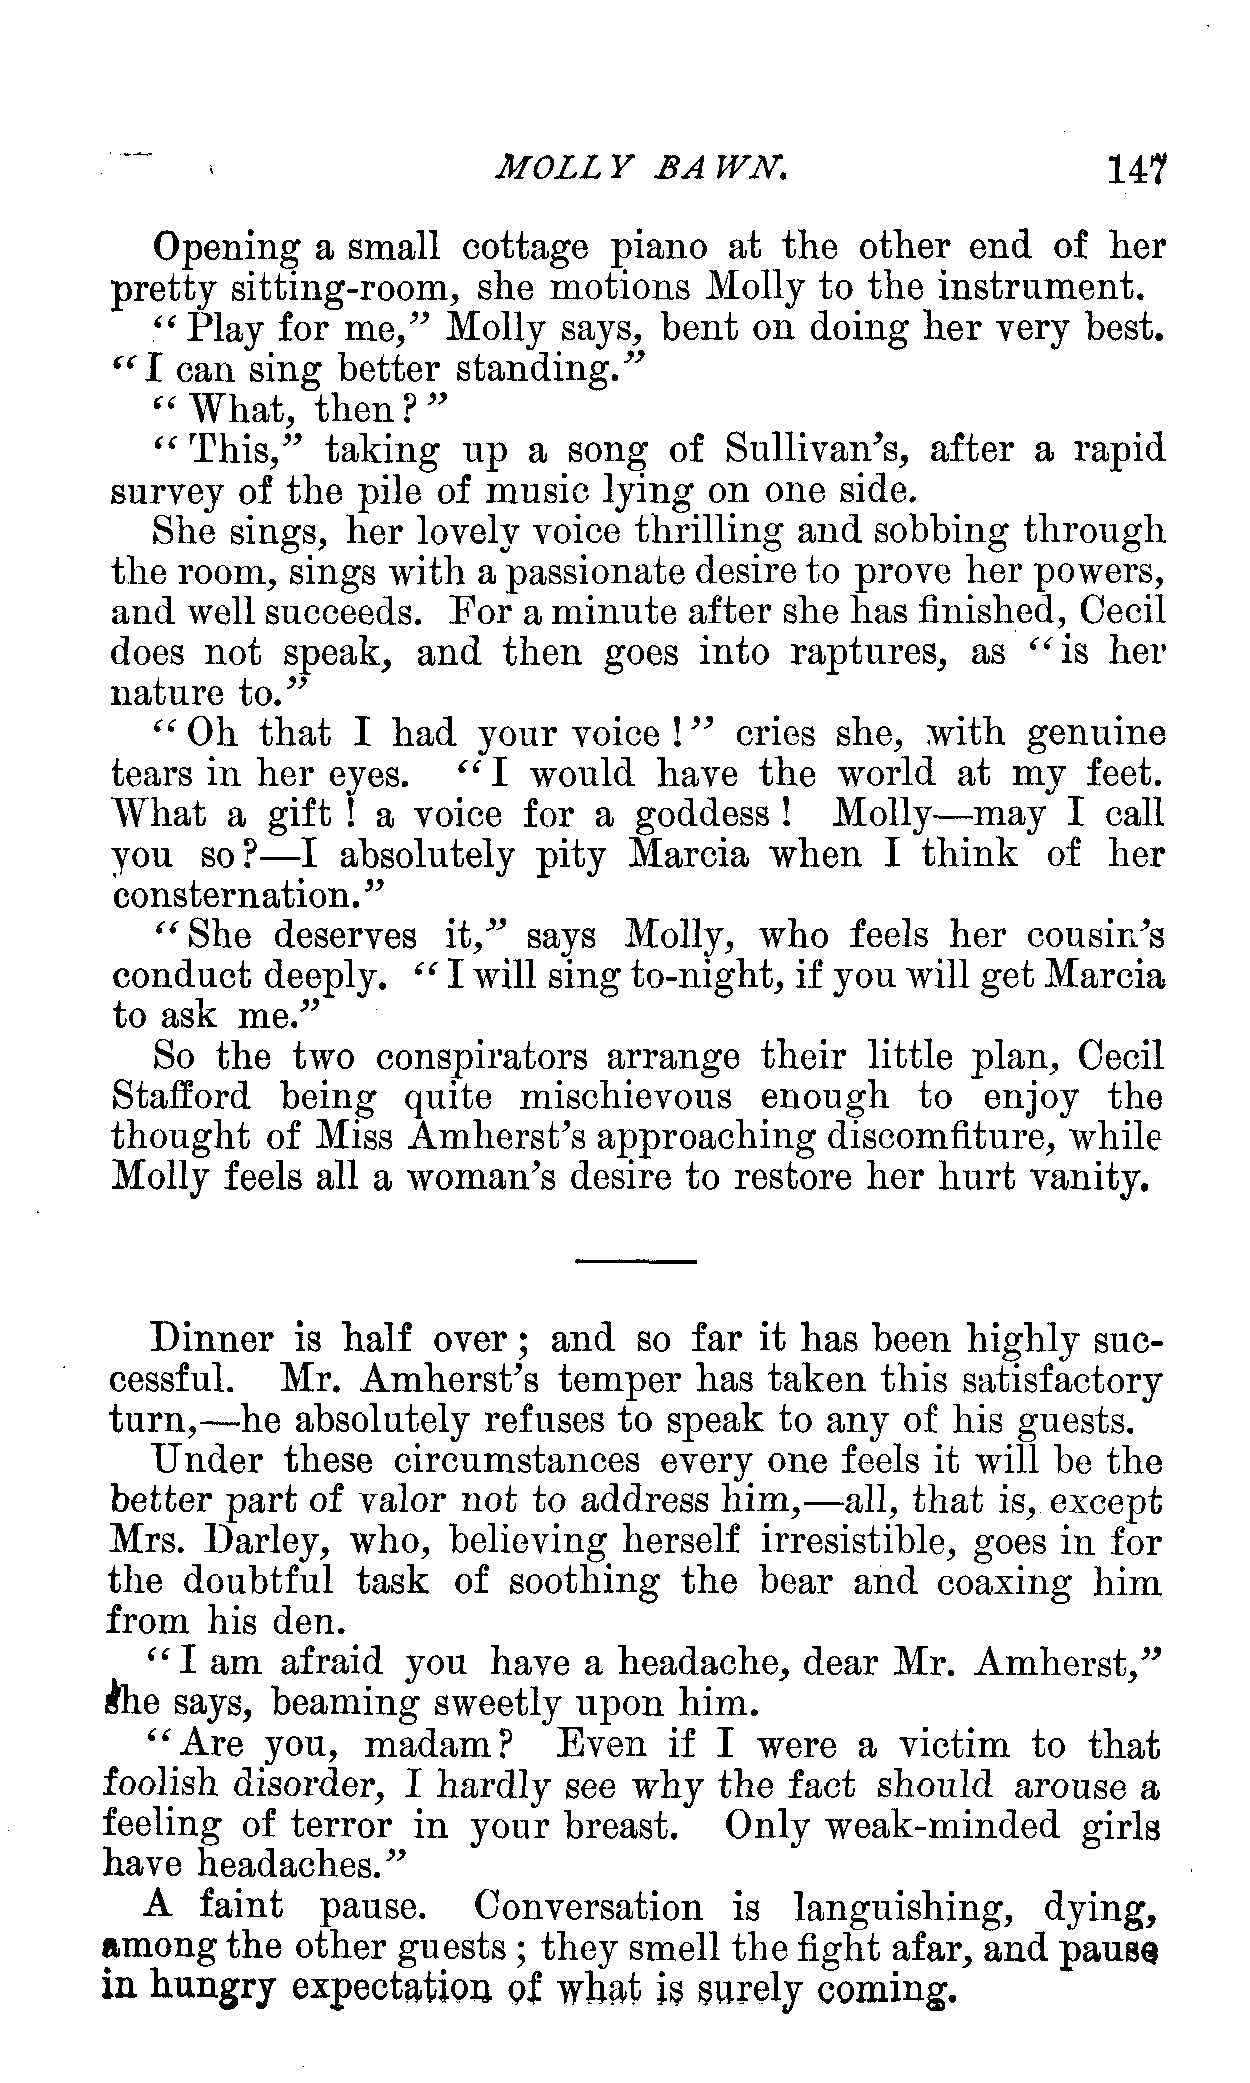 MOLLY BAWN. 147
Opening a small cottage piano at the other end of her
pretty sitting-room, she motions Molly to the instrument.
"Play for me," Molly says, bent on doing her very best.
"I can sing better standing."
"What, then?"
"This," taking up a song of Sullivan's, after a rapid
survey of the pile of music lying on one side.
She sings, her lovely voice thrilling and sobbing through
the room, sings with a passionate desire to prove her powers,
and well succeeds. For a minute after she has finished, Cecil
does not speak, and then goes into raptures, as "is her
nature to."
"Oh that I had your voice!" cries she, with genuine
tears in her eyes. "I would have the world at my feet.
What a gift! a voice for a goddess! Molly—may I call
you so?—I absolutely pity Marcia when I think of her
consternation."
"She deserves it," says Molly, who feels her cousin's
conduct deeply. "I will sing to-night, if you will get Marcia
to ask me."
So the two conspirators arrange their little plan, Cecil
Stafford being quite mischievous enough to enjoy the
thought of Miss Amherst's approaching discomfiture, while
Molly feels all a woman's desire to restore her hurt vanity.
Dinner is half over; and so far it has been highly suc-
cessful. Mr. Amherst's temper has taken this satisfactory
turn,—he absolutely refuses to speak to any of his guests.
Under these circumstances every one feels it will be the
better part of valor not to address him,—all, that is, except
Mrs. Darley, who, believing herself irresistible, goes in for
the doubtful task of soothing the bear and coaxing him
from his den.
"I am afraid you have a headache, dear Mr. Amherst,"
she says, beaming sweetly upon him.
"Are you, madam? Even if I were a victim to that
foolish disorder, I hardly see why the fact should arouse a
feeling of terror in your breast. Only weak-minded girls
have headaches."
A faint pause. Conversation is languishing, dying,
among the other guests; they smell the fight afar, and pause
in hungry expectation of what is surely coming.